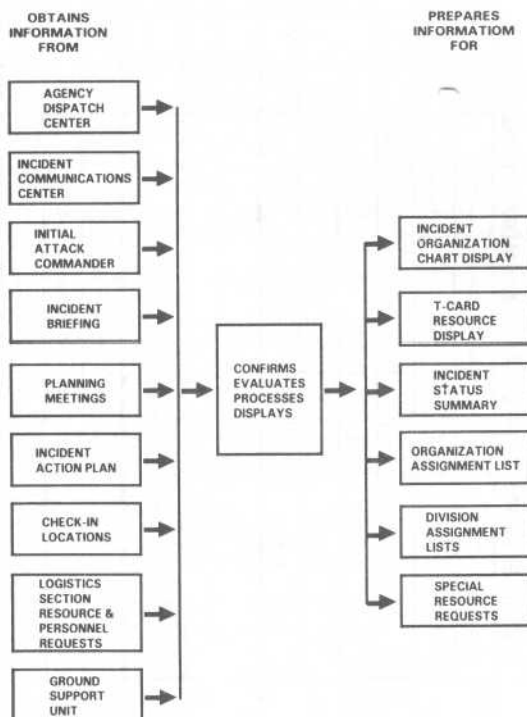 OBTAINS
INFORMATION
FROM
PREPARES
INFORMATIOM
FOR
AGENCY
DISPATCH
CENTER
INCIDENT
COMMUNICATIONS
CENTER
INITIAL
ATTACK
COMMANDER
INCIDENT
BRIEFING
PLANNING
MEETINGS
INCIDENT
ACTION PLAN
CHECK-IN
LOCATIONS
LOGISTICS
SECTION
RESOURCE &
PERSONNEL
REQUESTS
GROUND
SUPPORT
UNIT
CONFIRMS
EVALUATES
PROCESSES
DISPLAYS
INCIDENT
ORGANIZATION
CHART DISPLAY
T-CARD
RESOURCE
DISPLAY
INCIDENT
STATUS
SUMMARY
ORGANIZATION
ASSIGNMENT LIST
DIVISION
ASSIGNMENT
LISTS
SPECIAL
RESOURCE
REQUESTS